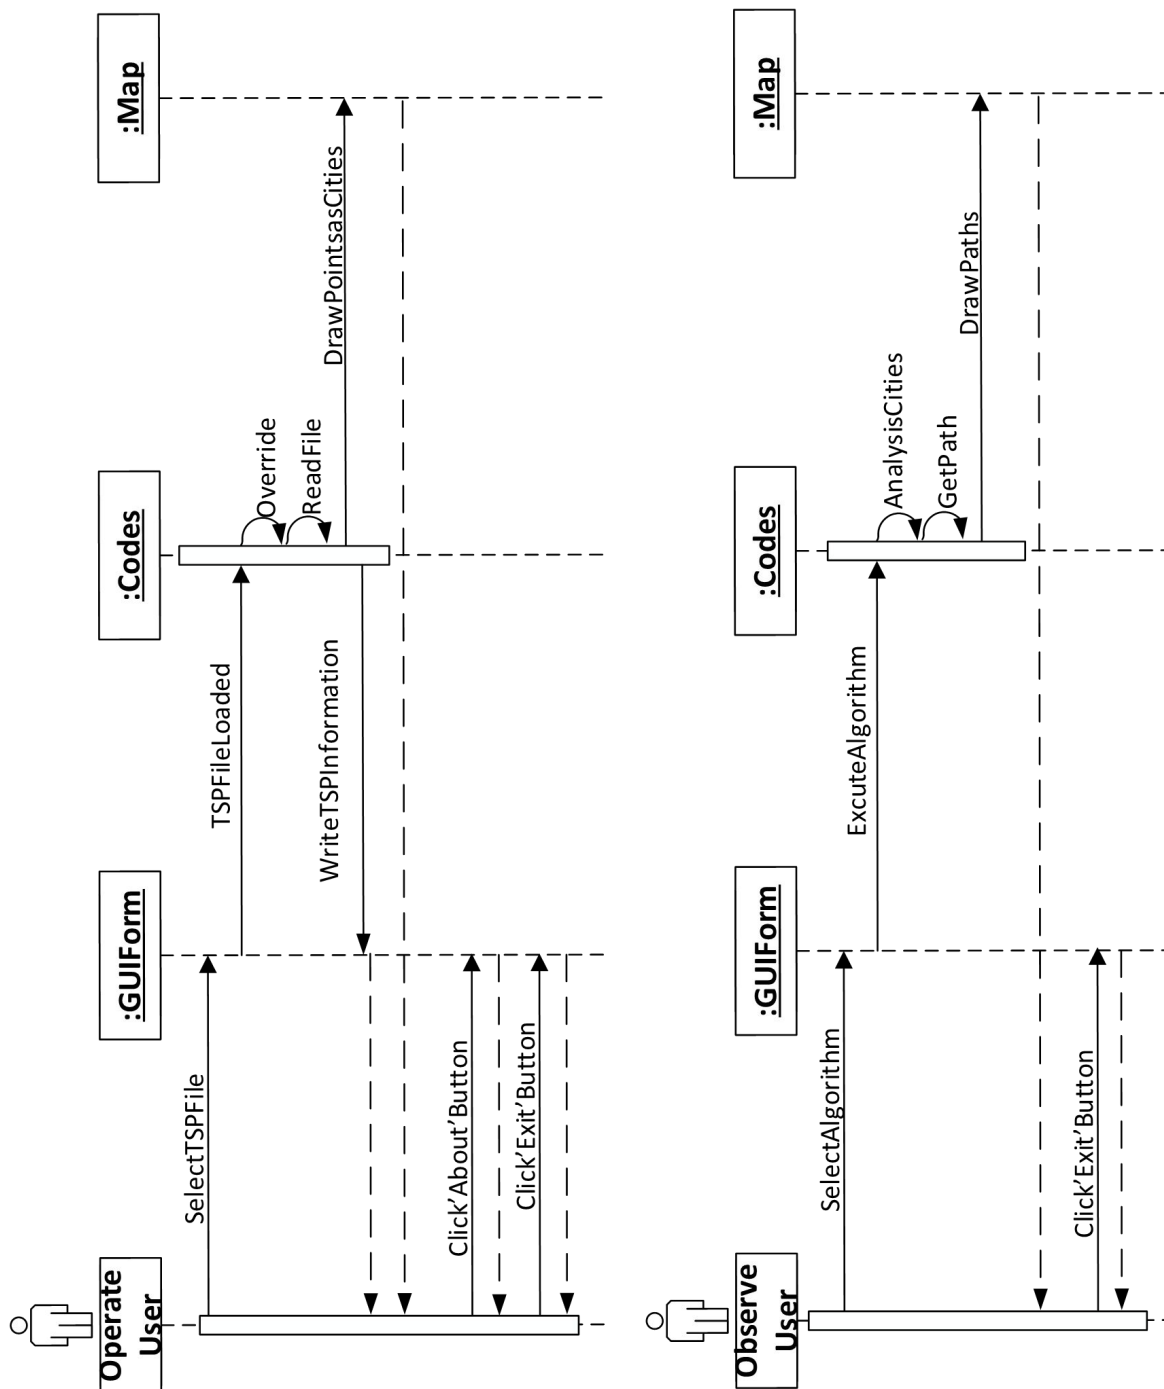 Operate
User
:GUIForm
:Codes
:Map
SelectTSPFile
TSPFileLoaded
Override
ReadFile
DrawPointsasCities
WriteTSPInformation
Click’About’Button
Click’Exit’Button
Observe
User
:GUIForm
:Codes
:Map
SelectAlgorithm
ExcuteAlgorithm
AnalysisCities
GetPath
DrawPaths
Click’Exit’Button